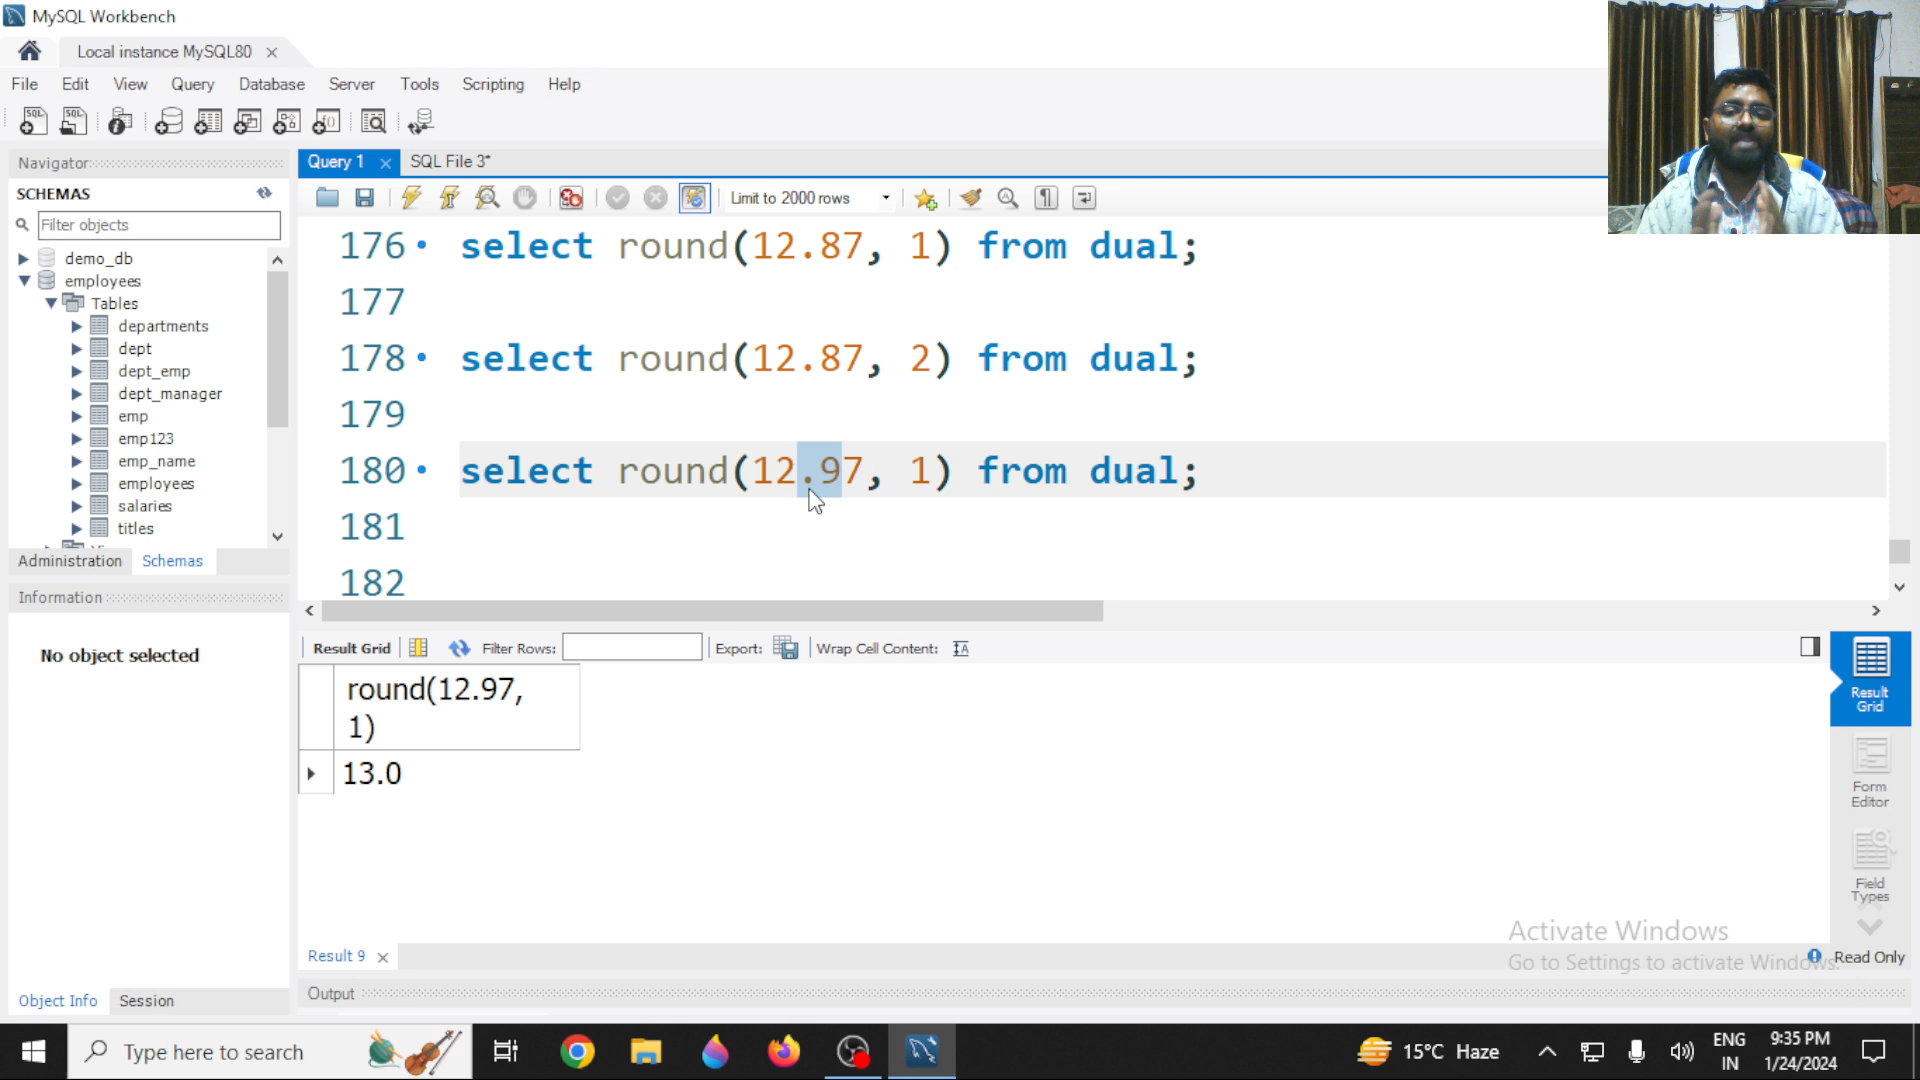 MySQL Workbench
Local instance MySQL80
File Edit View Query Database Server Tools Scripting Help
Navigator
SCHEMAS
Filter objects
demo_db
employees
Tables
departments
dept
dept_emp
dept_manager
emp
emp123
emp_name
employees
salaries
titles
Administration Schemas
Information
No object selected
Object Info Session
Query 1 SQL File 3*
Limit to 2000 rows
176 select round(12.87, 1) from dual;
177
178 select round(12.87, 2) from dual;
179
180 select round(12.97, 1) from dual;
181
182
Result Grid Filter Rows: Export: Wrap Cell Content:
round(12.97,
1)
13.0
Result
Grid
Form
Editor
Field
Types
Activate Windows
Go to Settings to activate Windows.
Result 9
Read Only
Output
Type here to search
15°C Haze
ENG
IN
9:35 PM
1/24/2024